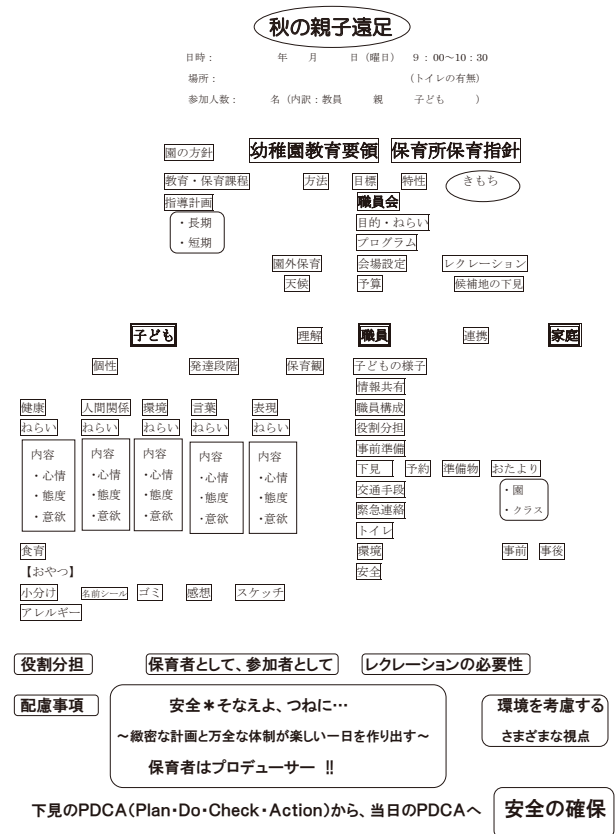 秋の親子遠足
日時： 年 月 日（曜日） 9：00～10：30
場所： （トイレの有無）
参加人数： 名（内訳：教員 親 子ども ）
園の方針 幼稚園教育要領 保育所保育指針
教育・保育課程 方法 目標 特性 きもち
指導計画 職員会
・長期 目的・ねらい
・短期 プログラム
園外保育 会場設定 レクレーション
天候 予算 候補地の下見
子ども 理解 職員 連携 家庭
個性 発達段階 保育観 子どもの様子
情報共有
健康 人間関係 環境 言葉 表現 職員構成
ねらい ねらい ねらい ねらい ねらい 役割分担
内容 内容 内容 内容 内容 事前準備
・心情 ・心情 ・心情 ・心情 ・心情 下見 予約 準備物 おたより
・態度 ・態度 ・態度 ・態度 ・態度 交通手段 ・園
・意欲 ・意欲 ・意欲 ・意欲 ・意欲 緊急連絡 ・クラス
トイレ
食育 環境 事前 事後
【おやつ】 安全
小分け 名前シール ゴミ 感想 スケッチ
アレルギー
役割分担 保育者として、参加者として レクレーションの必要性
配慮事項 安全＊そなえよ、つねに… 環境を考慮する
～緻密な計画と万全な体制が楽しい一日を作り出す～ さまざまな視点
保育者はプロデューサー ‼
下見のPDCA（Plan・Do・Check・Action）から、当日のPDCAへ 安全の確保